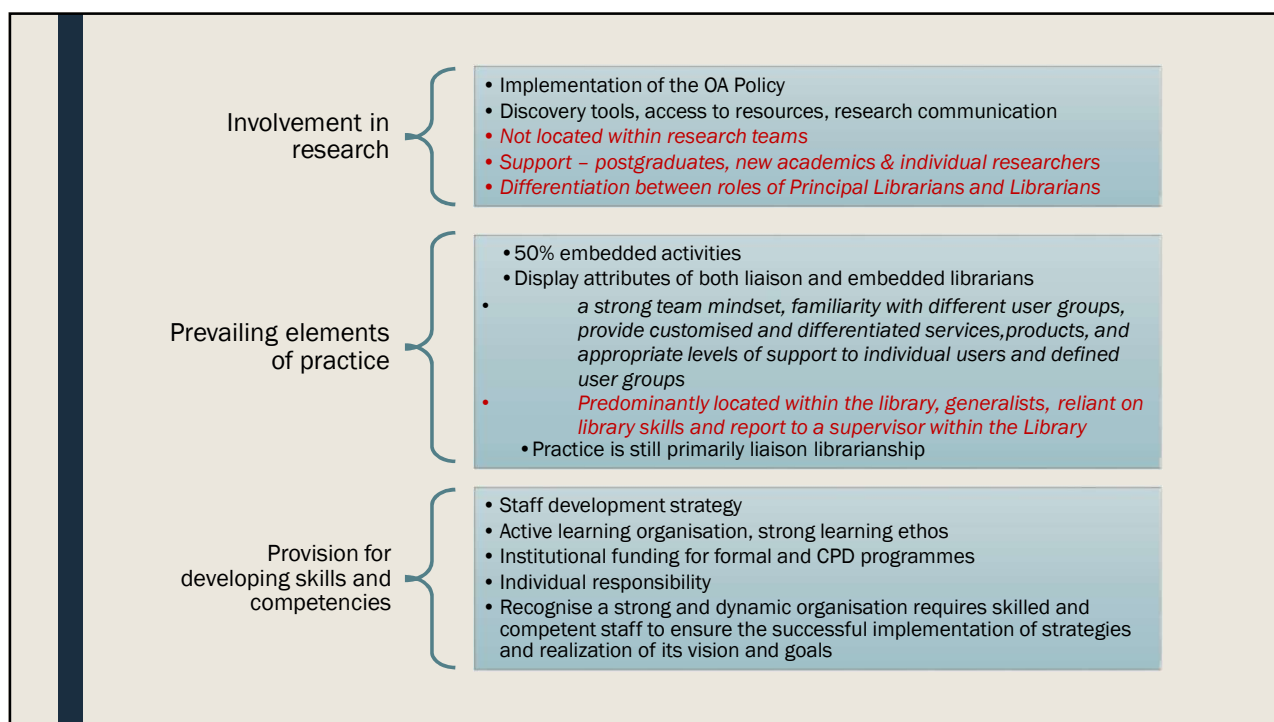 Involvement in
research
• Implementation of the OA Policy
• Discovery tools, access to resources, research communication
• Not located within research teams
• Support – postgraduates, new academics & individual researchers
• Differentiation between roles of Principal Librarians and Librarians
Prevailing elements
of practice
•50% embedded activities
•Display attributes of both liaison and embedded librarians
• a strong team mindset, familiarity with different user groups,
provide customised and differentiated services,products, and
appropriate levels of support to individual users and defined
user groups
• Predominantly located within the library, generalists, reliant on
library skills and report to a supervisor within the Library
•Practice is still primarily liaison librarianship
Provision for
developing skills and
competencies
• Staff development strategy
• Active learning organisation, strong learning ethos
• Institutional funding for formal and CPD programmes
• Individual responsibility
• Recognise a strong and dynamic organisation requires skilled and
competent staff to ensure the successful implementation of strategies
and realization of its vision and goals